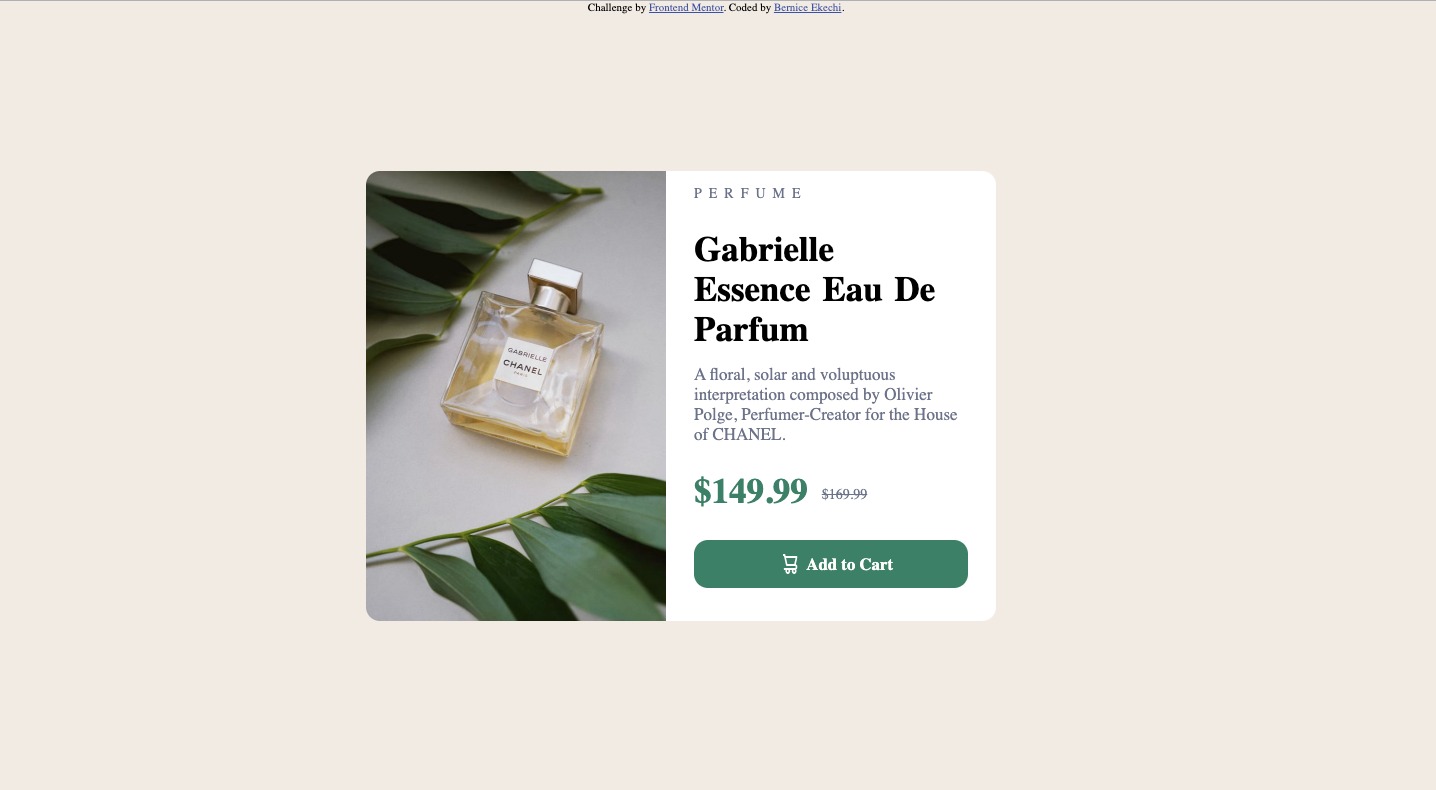 Challenge by Frontend Mentor. Coded by Bernice Ekechi.
PERFUME
Gabrielle
Essence Eau De
Parfum
A floral, solar and voluptuous
interpretation composed by Olivier
Polge, Perfumer-Creator for the House
of CHANEL.
$149.99 $169.99
Add to Cart
GABRIELLE
CHANEL
PARIS